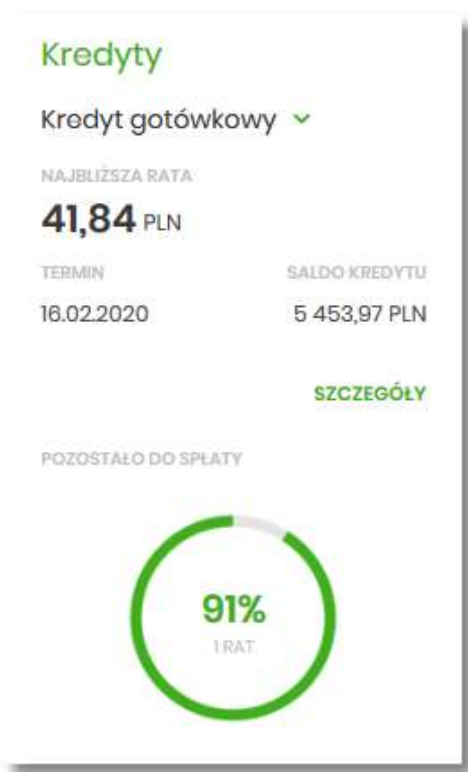 Kredyty
Kredyt gotówkowy
NAJBLIŻSZA RATA
41,84 PLN
TERMIN SALDO KREDYTU
16.02.2020 5 453,97 PLN
SZCZEGÓŁY
POZOSTAŁO DO SPŁATY
91%
1 RAT